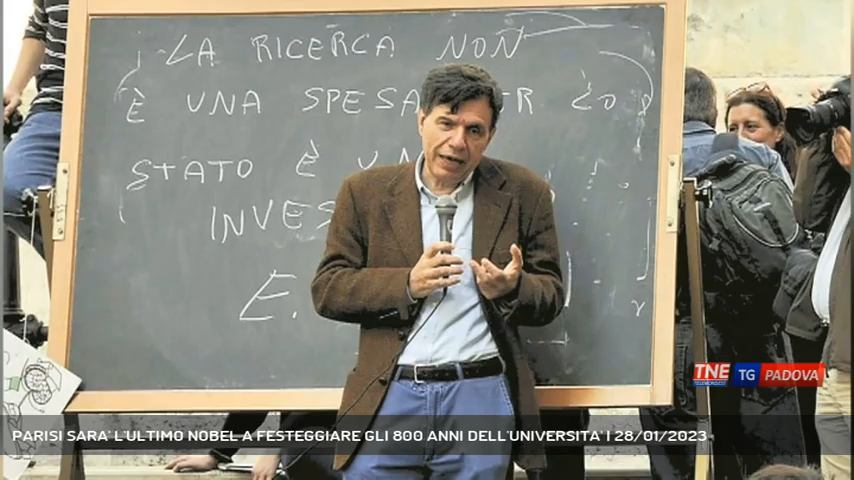 LA RICERCA NON
È UNA SPESA
STATO È
E.
TNE TG PADOVA
PARISI SARA' L'ULTIMO NOBEL A FESTEGGIARE GLI 800 ANNI DELL'UNIVERSITA' | 28/01/2023